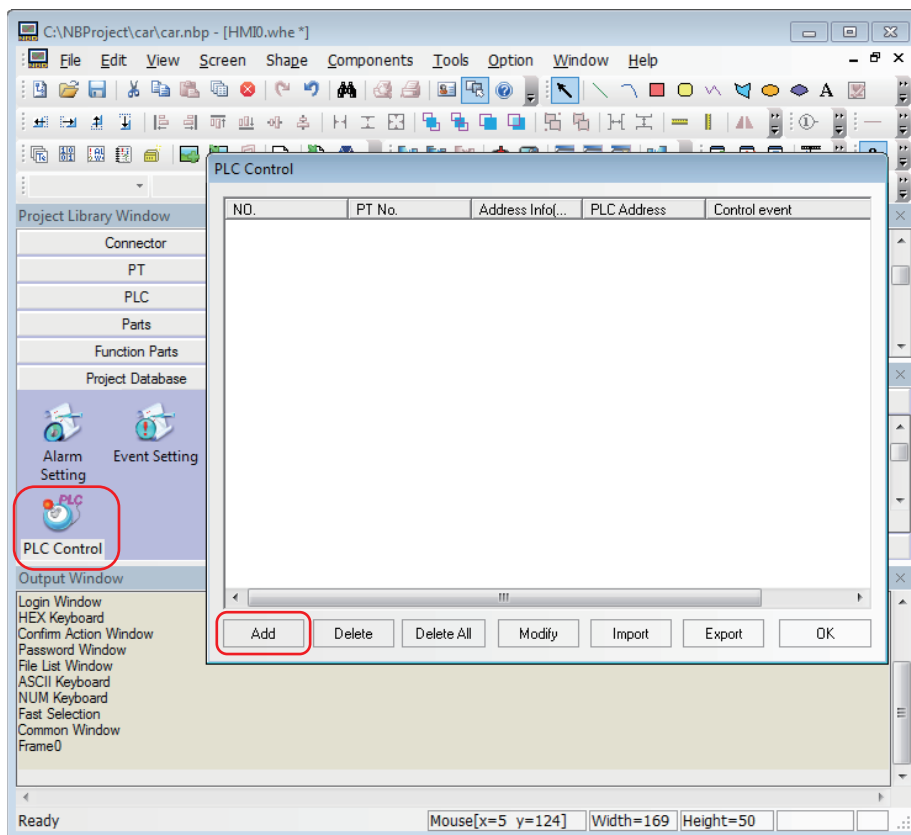 C:\NBProject\car\car.nbp - [HMI0.whe *]
File Edit View Screen Shape Components Tools Option Window Help
A
PLC Control
Project Library Window
NO. PT No. Address Info(... PLC Address Control event
Connector
PT
PLC
Parts
Function Parts
Project Database
Alarm Setting
Event Setting
PLC
PLC Control
Add Delete Delete All Modify Import Export OK
Output Window
Login Window
HEX Keyboard
Confirm Action Window
Password Window
File List Window
ASCII Keyboard
NUM Keyboard
Fast Selection
Common Window
Frame0
Ready Mouse[x=5 y=124] Width=169 Height=50